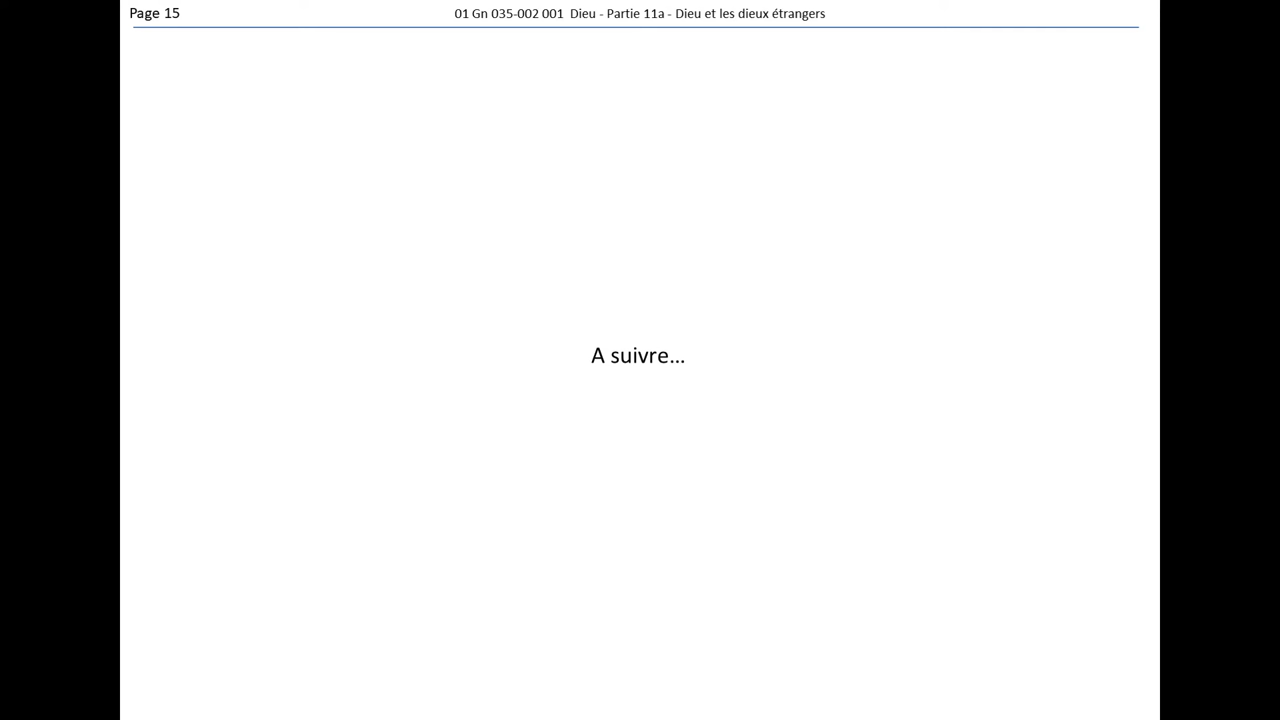 Page 15
01 Gn 035-002 001 Dieu - Partie 11a - Dieu et les dieux étrangers
A suivre...